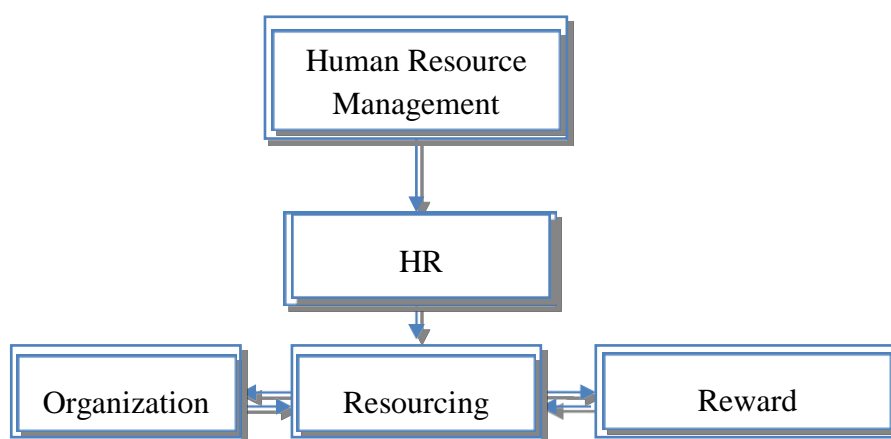 Human Resource
Management
HR
Organization
Resourcing
Reward